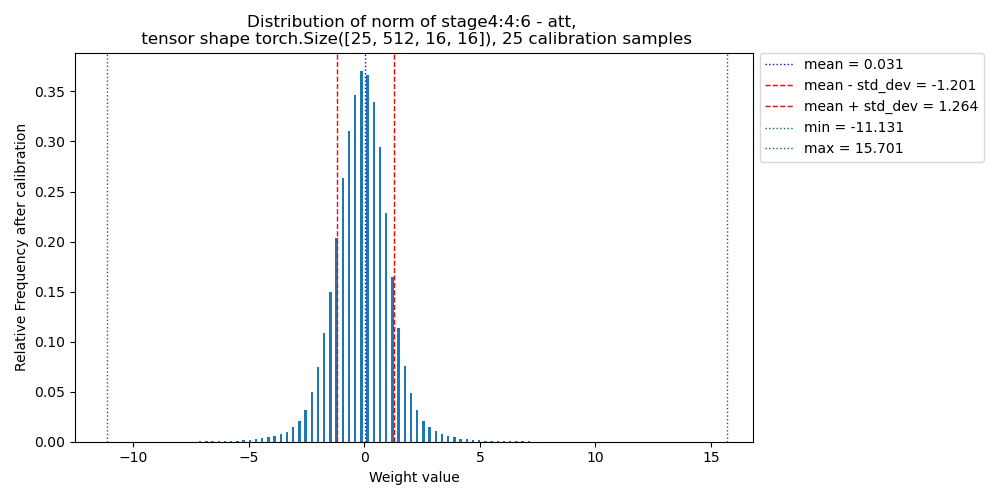 Distribution of norm of stage4:4:6 - att,
tensor shape torch.Size([25, 512, 16, 16]), 25 calibration samples
mean = 0.031
mean - std_dev = -1.201
mean + std_dev = 1.264
min = -11.131
max = 15.701
Relative Frequency after calibration
0.35
0.30
0.25
0.20
0.15
0.10
0.05
0.00
−10
−5
0
5
10
15
Weight value